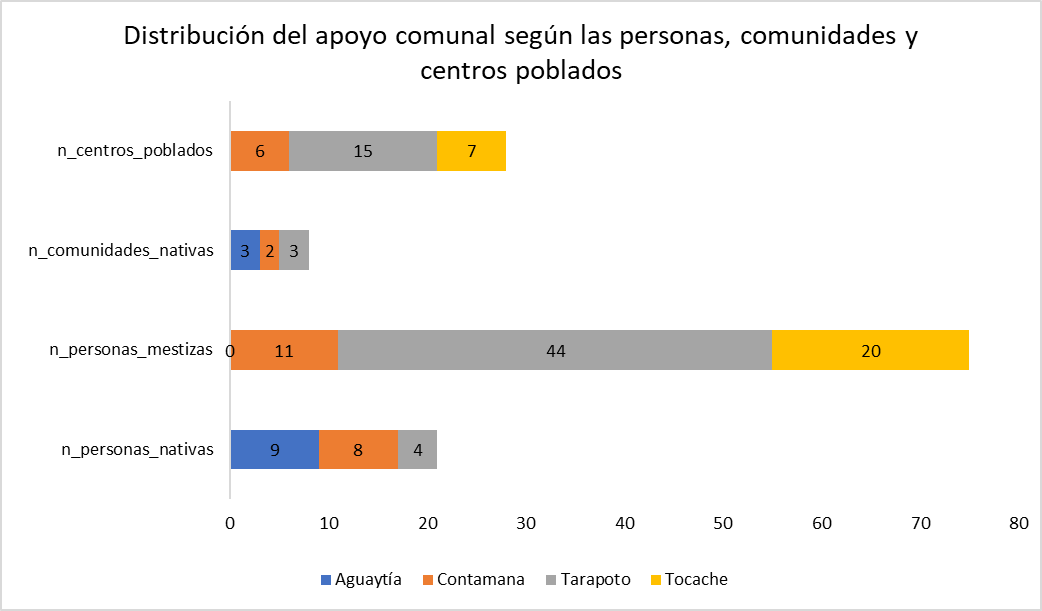 Distribución del apoyo comunal según las personas, comunidades y
centros poblados
n_centros_poblados 6 15 7
n_comunidades_nativas 3 2 3
n_personas_mestizas 0 11 44 20
n_personas_nativas 9 8 4
0 10 20 30 40 50 60 70 80
Aguaytía Contamana Tarapoto Tocache